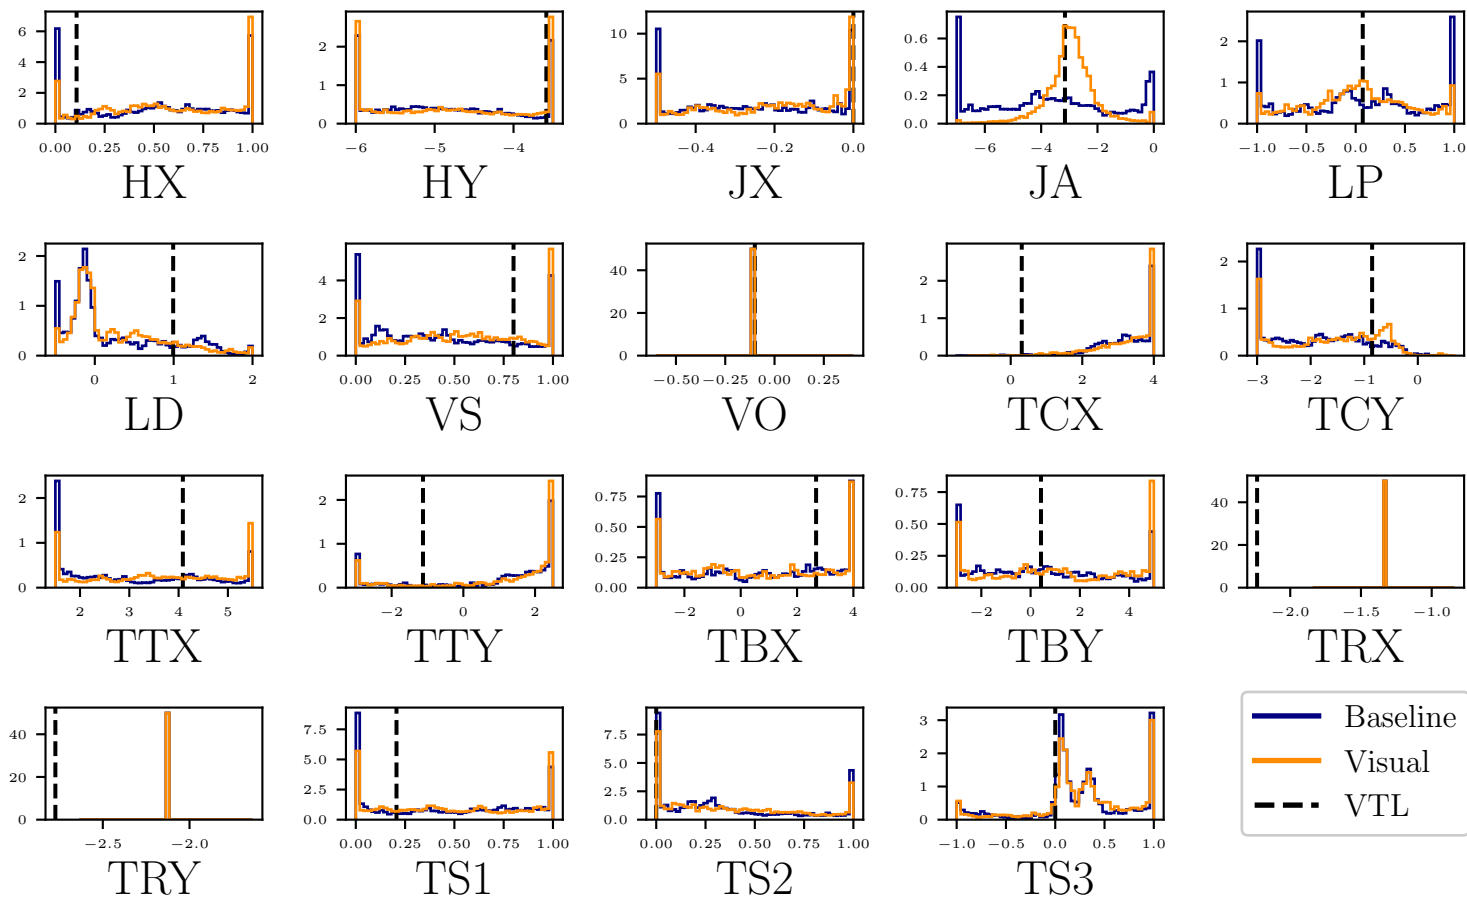 6
4
2
0
0.00 0.25 0.50 0.75 1.00
HX
2
1
0
−6 −5 −4
HY
10
5
0
−0.4 −0.2 0.0
JX
0.6
0.4
0.2
0.0
−6 −4 −2 0
JA
2
1
0
−1.0 −0.5 0.0 0.5 1.0
LP
2
1
0
0 1 2
LD
4
2
0
0.00 0.25 0.50 0.75 1.00
VS
40
20
0
−0.50 −0.25 0.00 0.25
VO
2
1
0
0 2 4
TCX
2
1
0
−3 −2 −1 0
TCY
2
1
0
2 3 4 5
TTX
2
1
0
−2 0 2
TTY
0.75
0.50
0.25
0.00
−2 0 2 4
TBX
0.75
0.50
0.25
0.00
−2 0 2 4
TBY
40
20
0
−2.0 −1.5 −1.0
TRX
40
20
0
−2.5 −2.0
TRY
7.5
5.0
2.5
0.0
0.00 0.25 0.50 0.75 1.00
TS1
7.5
5.0
2.5
0.0
0.00 0.25 0.50 0.75 1.00
TS2
3
2
1
0
−1.0 −0.5 0.0 0.5 1.0
TS3
Baseline
Visual
VTL